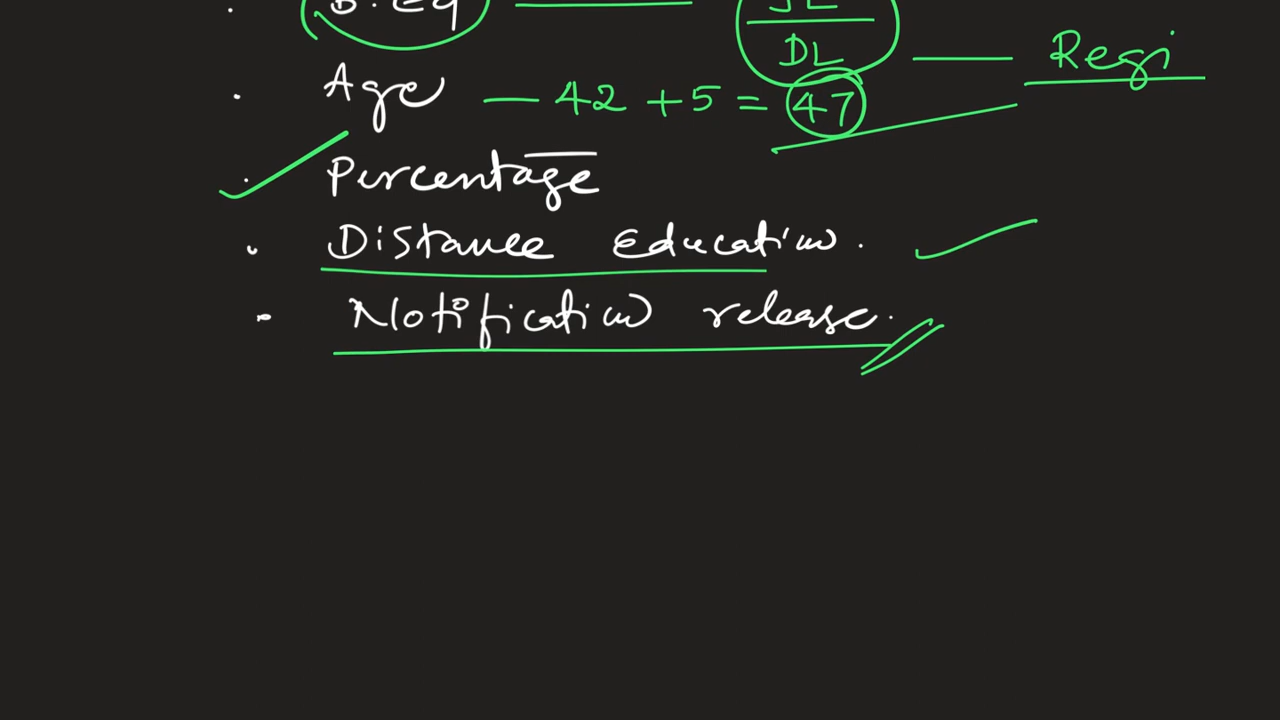 DL — Regi
. Age — 42 + 5 = 47
. Percentage
. Distance Education.
- Notification release.